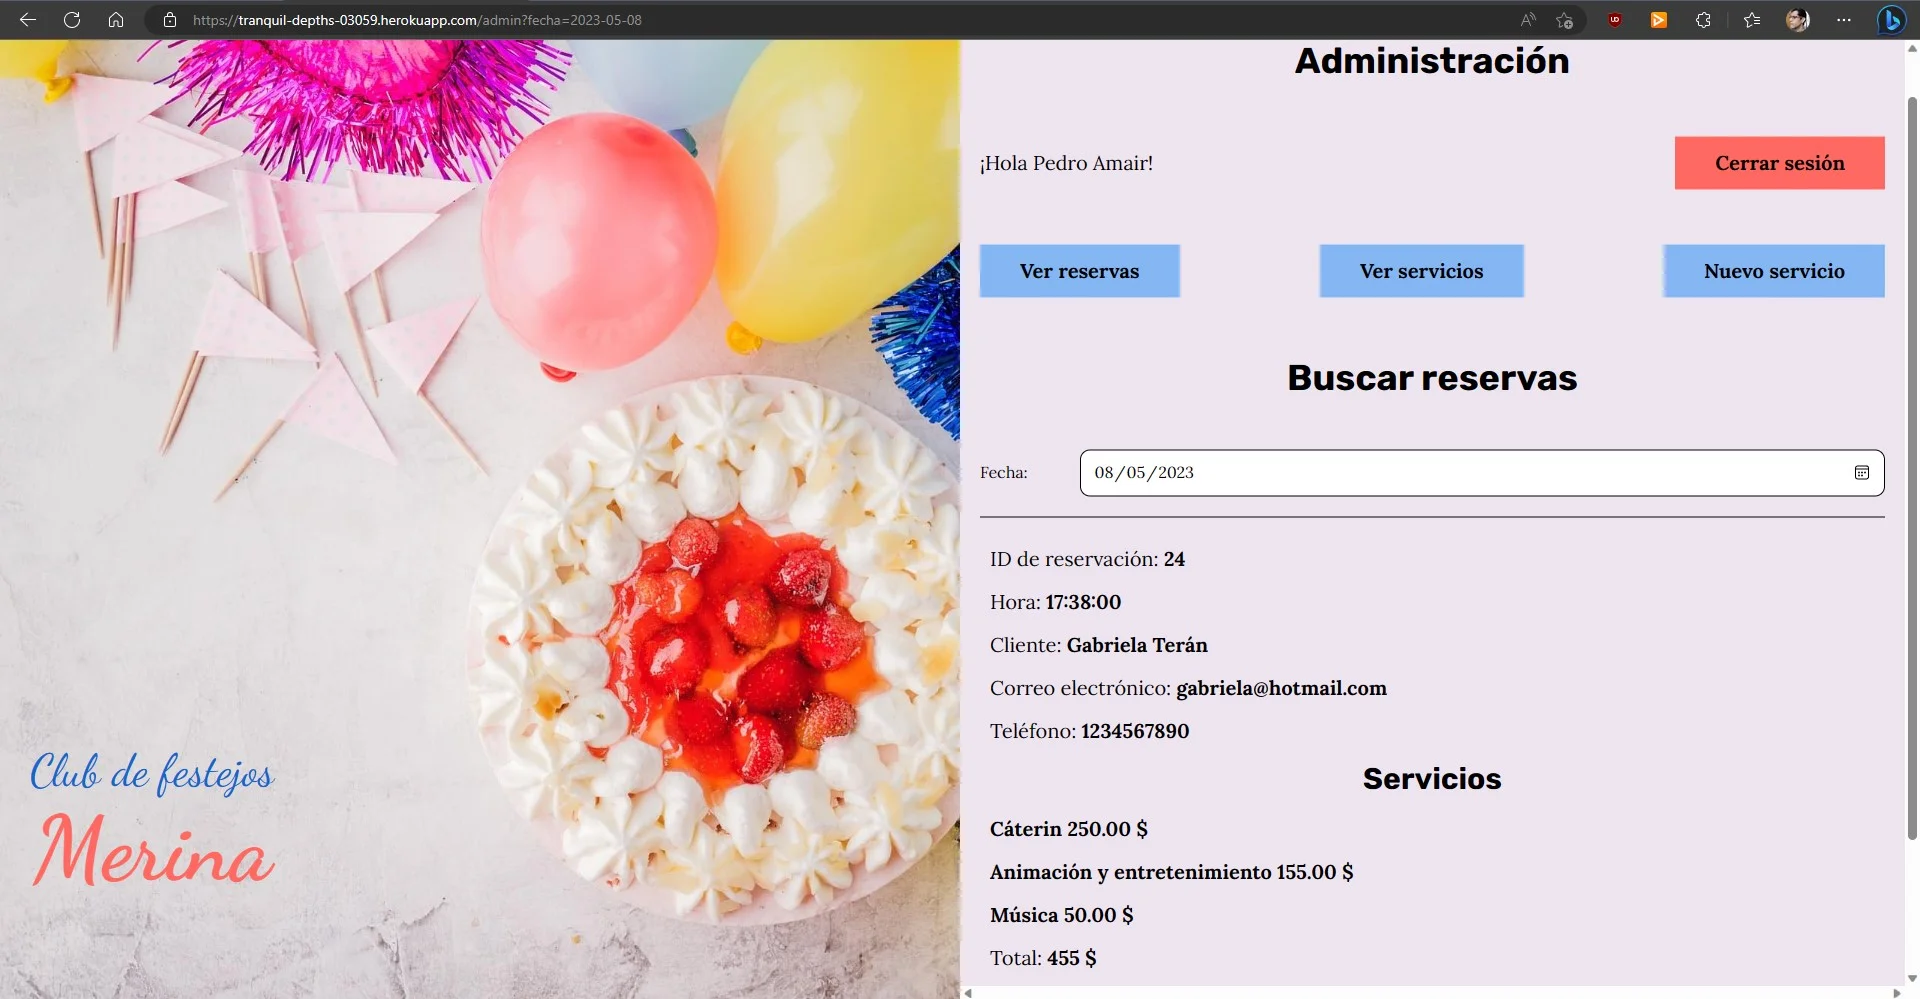 https://tranquil-depths-03059.herokuapp.com/admin?fecha=2023-05-08
Administración
¡Hola Pedro Amair!
Cerrar sesión
Ver reservas
Ver servicios
Nuevo servicio
Buscar reservas
Fecha:
08/05/2023
ID de reservación: 24
Hora: 17:38:00
Cliente: Gabriela Terán
Correo electrónico: gabriela@hotmail.com
Teléfono: 1234567890
Servicios
Cáterin 250.00 $
Animación y entretenimiento 155.00 $
Música 50.00 $
Total: 455 $
Club de festejos
Merina